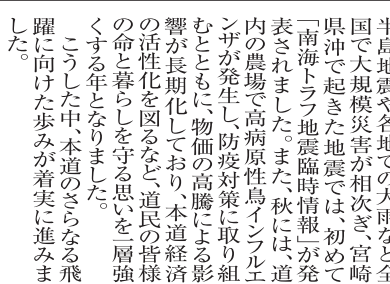 半島地震や各地での大雨など全
国で大規模災害が相次ぎ、宮崎
県沖で起きた地震では、初めて
「南海トラフ地震臨時情報」が発
表されました。また、秋には、道
内の農場で高病原性鳥インフルエ
ンザが発生し、防疫対策に取り組
むとともに、物価の高騰による影
響が長期化しており、本道経済
の活性化を図るなど、道民の皆様
の命と暮らしを守る思いを一層強
くする年となりました。
こうした中、本道のさらなる飛
躍に向けた歩みが着実に進みま
した。